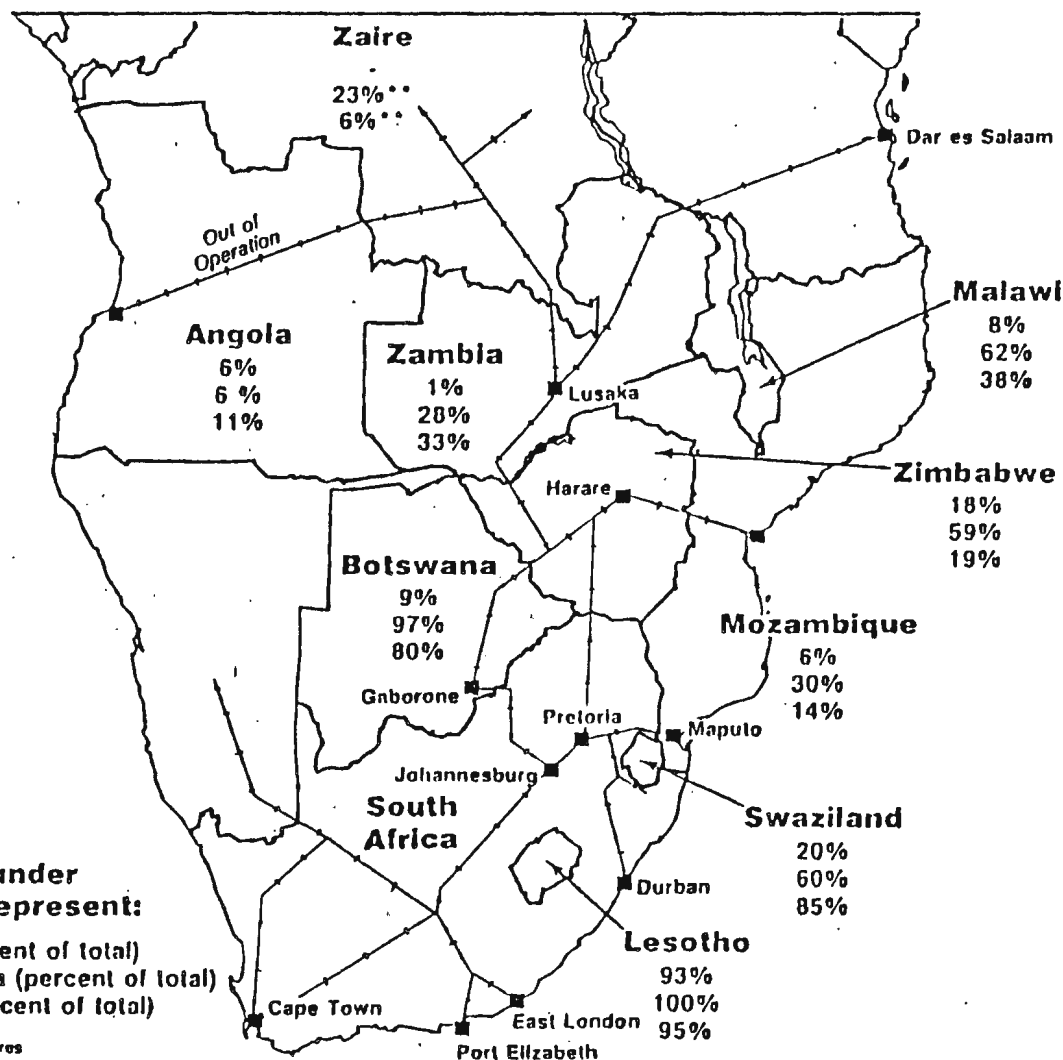 Zaire
23%**
6%**
Dar es Salaam
Out of
Operation
Angola
6%
6 %
11%
Zambia
1%
28%
33%
Lusaka
Malawi
8%
62%
38%
Zimbabwe
18%
59%
19%
Harare
Botswana
9%
97%
80%
Gaborone
Mozambique
6%
30%
14%
Pretoria
Maputo
Johannesburg
South
Africa
Swaziland
20%
60%
85%
Durban
Lesotho
93%
100%
95%
Cape Town
East London
Port Elizabeth
under
epresent:
ent of total)
a (percent of total)
cent of total)